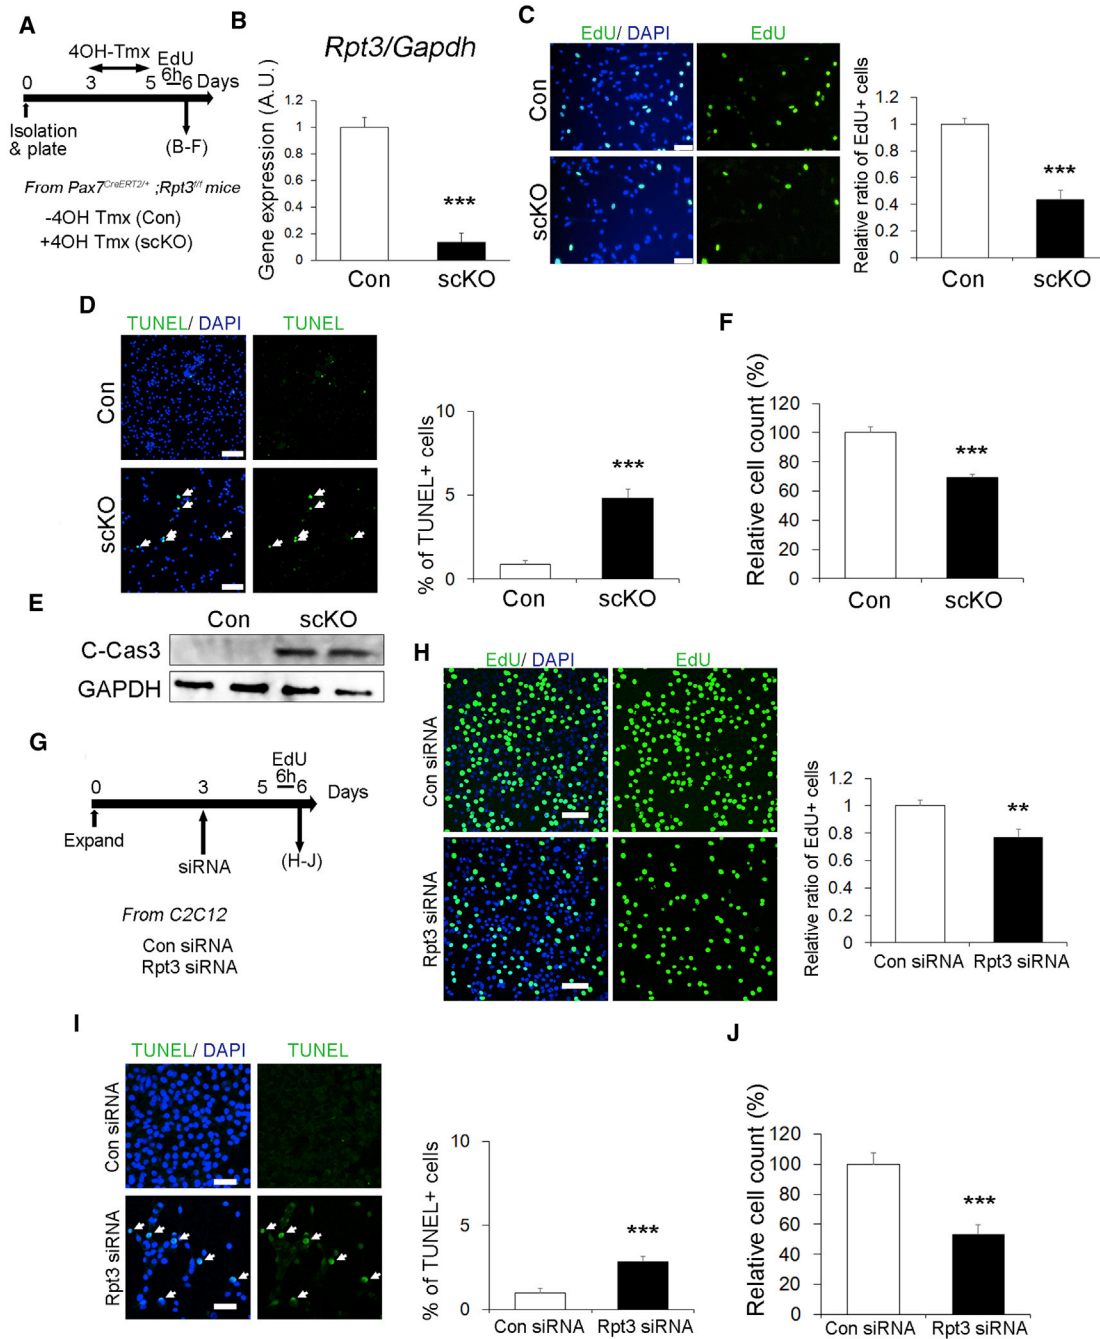 A
4OH-Tmx
EdU
6h
0 3 5 6 Days
Isolation
& plate
(B-F)
From Pax7CreERT2/+ ;Rpt3f/f mice
-4OH Tmx (Con)
+4OH Tmx (scKO)
B
Rpt3/Gapdh
Gene expression (A.U.)
1.2
1
0.8
0.6
0.4
0.2
0
***
Con scKO
C
EdU/ DAPI EdU
Con
scKO
Relative ratio of EdU+ cells
1.2
1
0.8
0.6
0.4
0.2
0
***
Con scKO
D
TUNEL/ DAPI TUNEL
Con
scKO
% of TUNEL+ cells
10
5
0
***
Con scKO
F
Relative cell count (%)
120
100
80
60
40
20
0
***
Con scKO
E
Con scKO
C-Cas3
GAPDH
G
EdU
6h
0 3 5 6 Days
Expand
siRNA
(H-J)
From C2C12
Con siRNA
Rpt3 siRNA
H
EdU/ DAPI EdU
Con siRNA
Rpt3 siRNA
Relative ratio of EdU+ cells
1.2
1
0.8
0.6
0.4
0.2
0
**
Con siRNA Rpt3 siRNA
I
TUNEL/ DAPI TUNEL
Con siRNA
Rpt3 siRNA
% of TUNEL+ cells
10
5
0
***
Con siRNA Rpt3 siRNA
J
Relative cell count (%)
120
100
80
60
40
20
0
***
Con siRNA Rpt3 siRNA